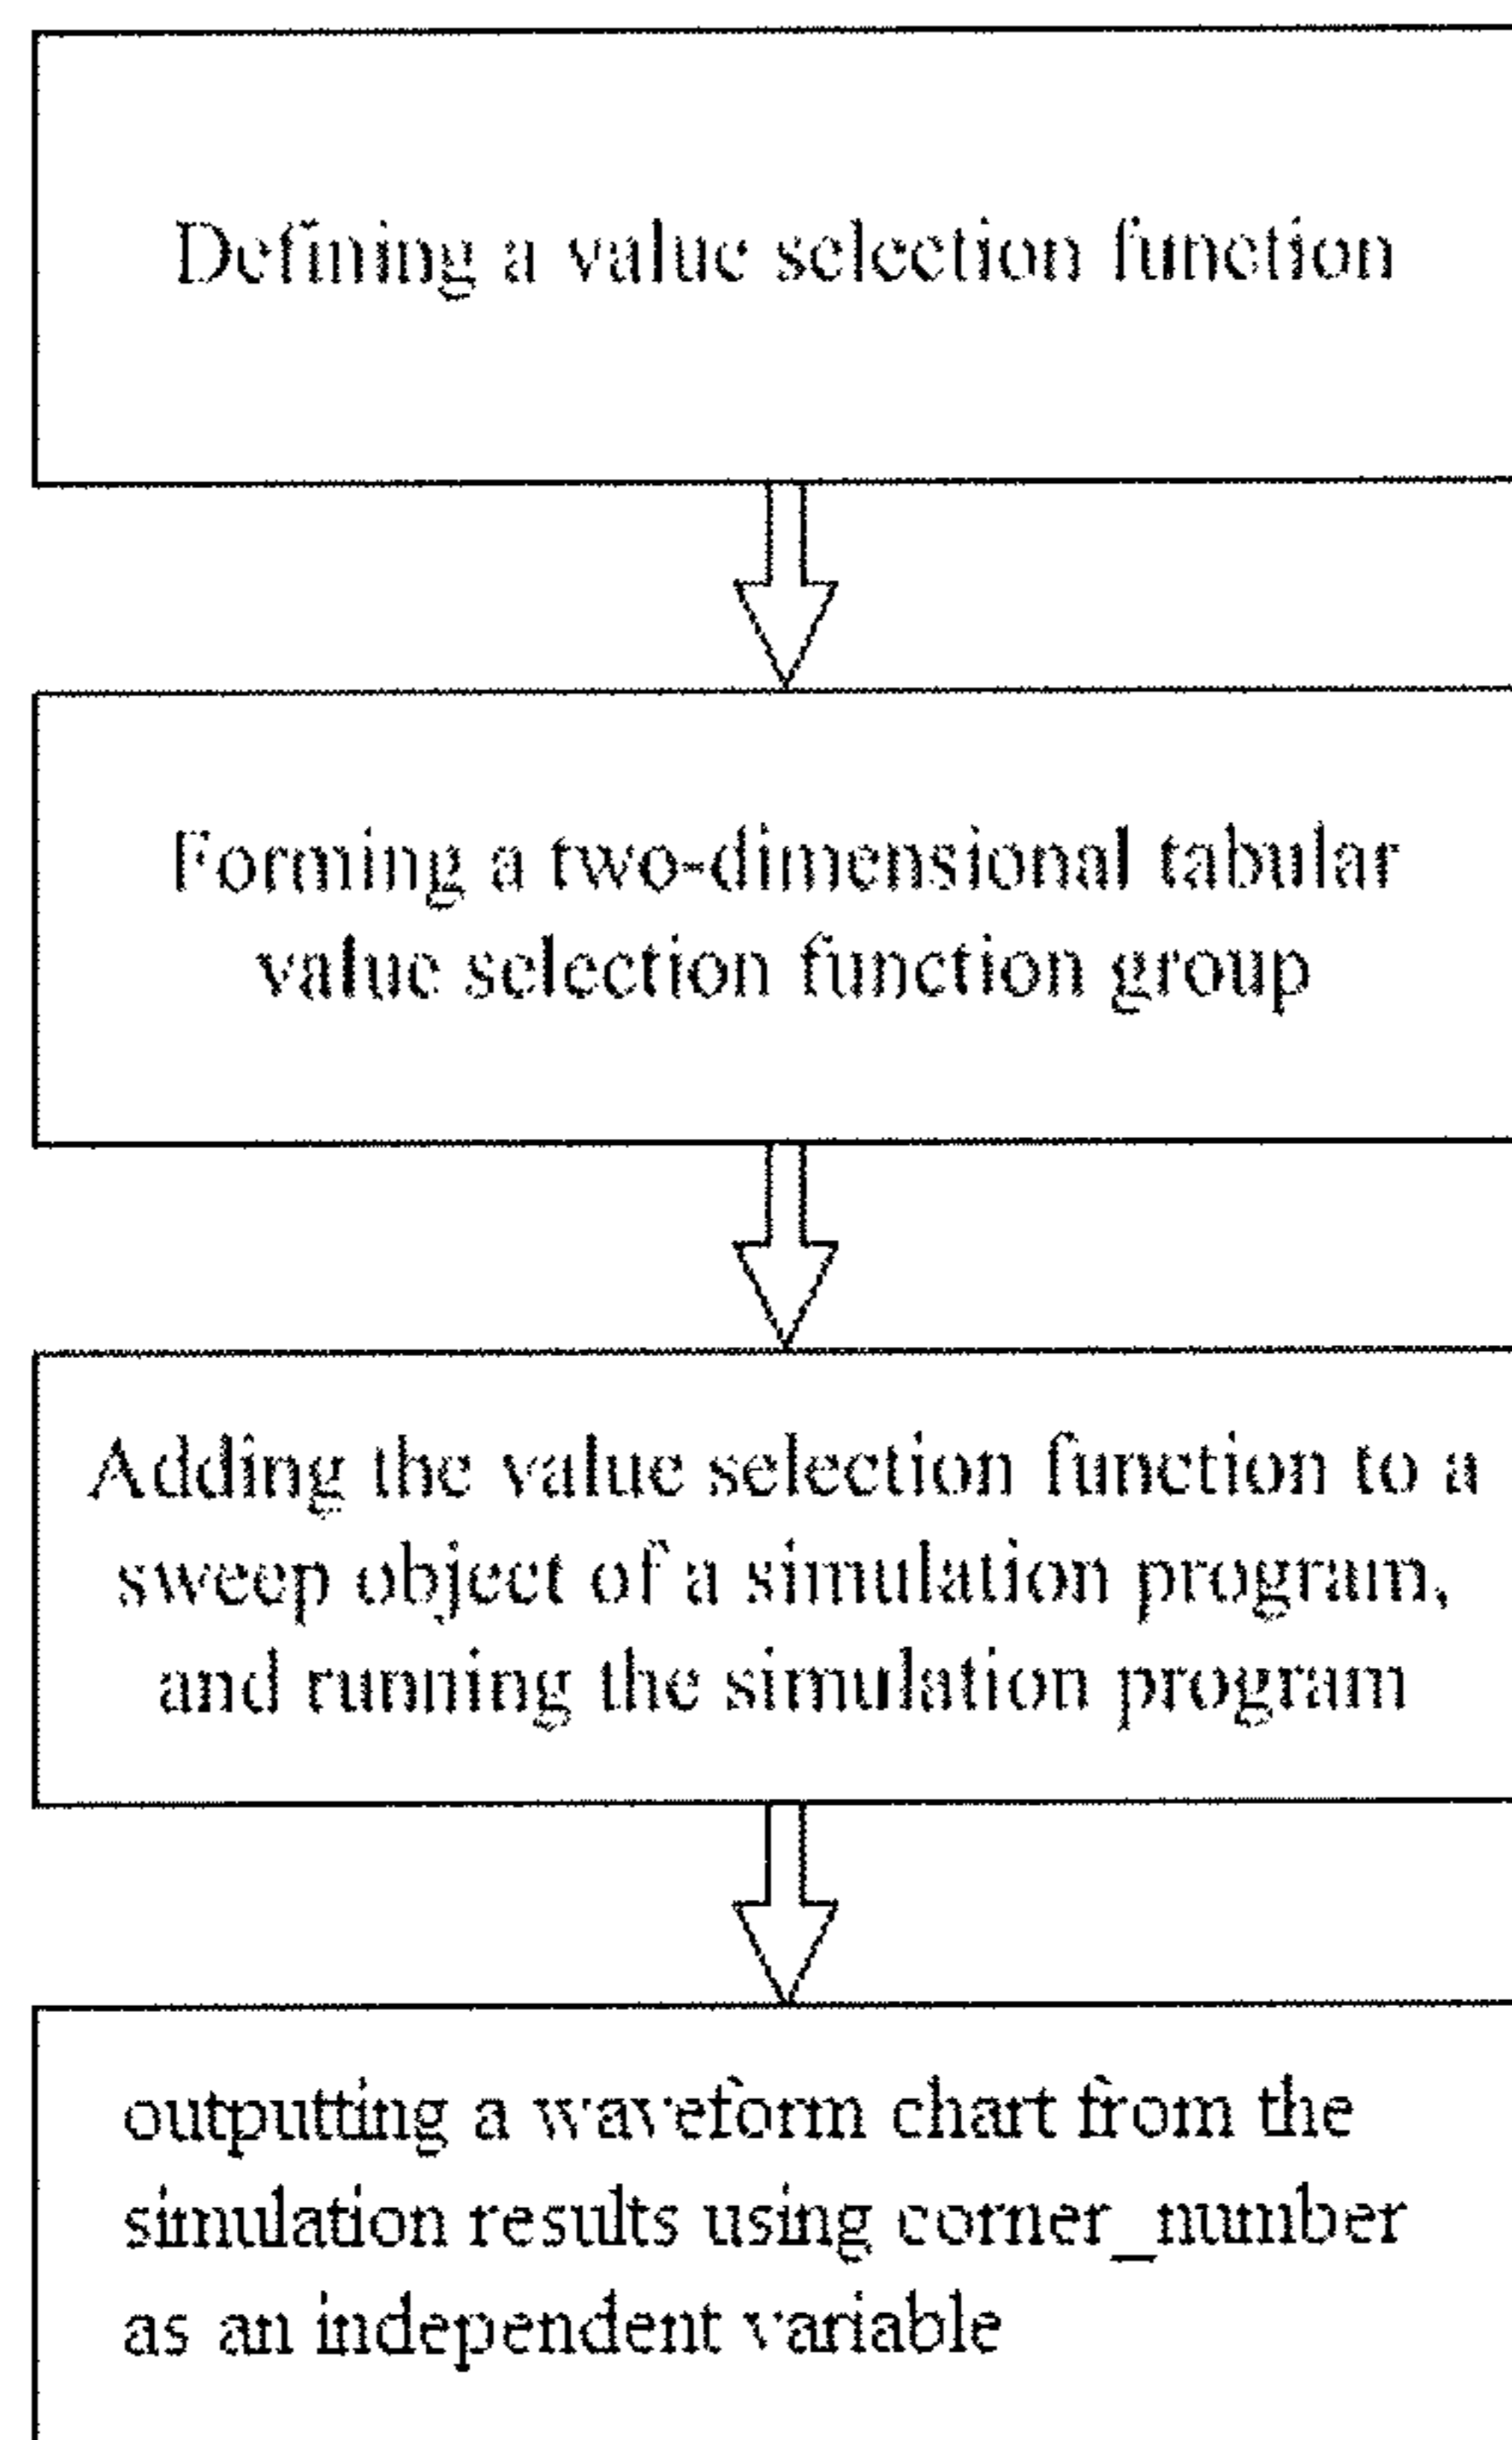 Defining a value selection function
Forming a two-dimensional tabular
value selection function group
Adding the value selection function to a
sweep object of a simulation program,
and running the simulation program
outputting a waveform chart from the
simulation results using corner_number
as an independent variable